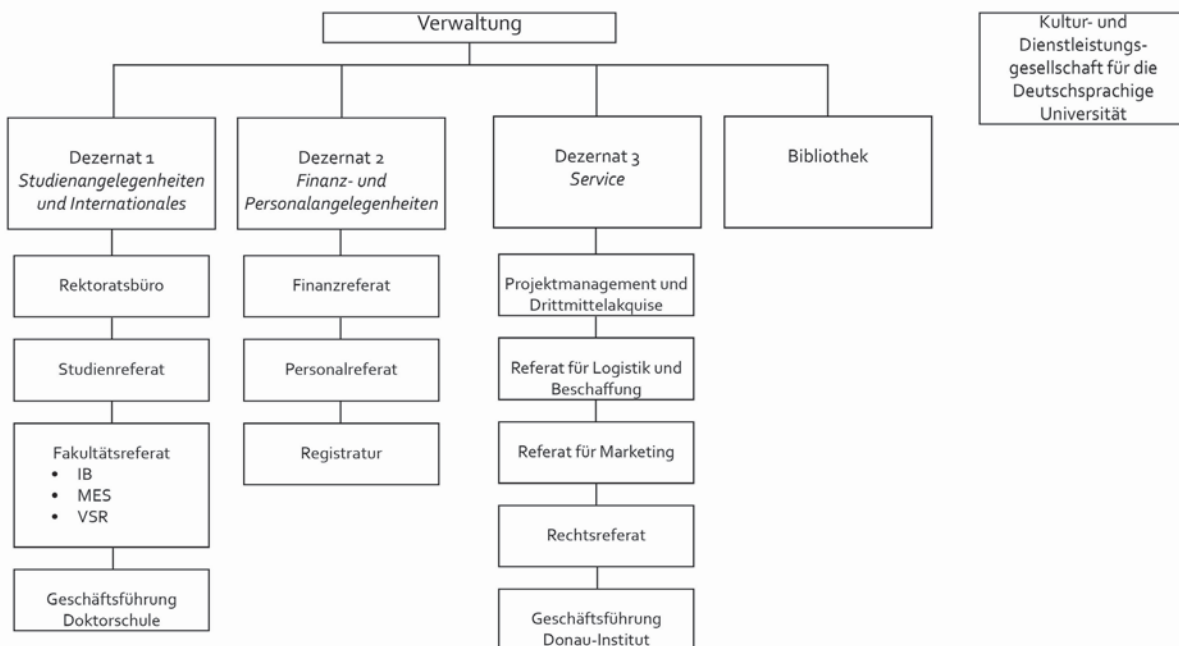 Verwaltung
Kultur- und
Dienstleistungs-
gesellschaft für die
Deutschsprachige
Universität
Dezernat 1
Studienangelegenheiten
und Internationales
Dezernat 2
Finanz- und
Personalangelegenheiten
Dezernat 3
Service
Bibliothek
Rektoratsbüro
Studienreferat
Fakultätsreferat
• IB
• MES
• VSR
Geschäftsführung
Doktorschule
Finanzreferat
Personalreferat
Registratur
Projektmanagement und
Drittmittelakquise
Referat für Logistik und
Beschaffung
Referat für Marketing
Rechtsreferat
Geschäftsführung
Donau-Institut